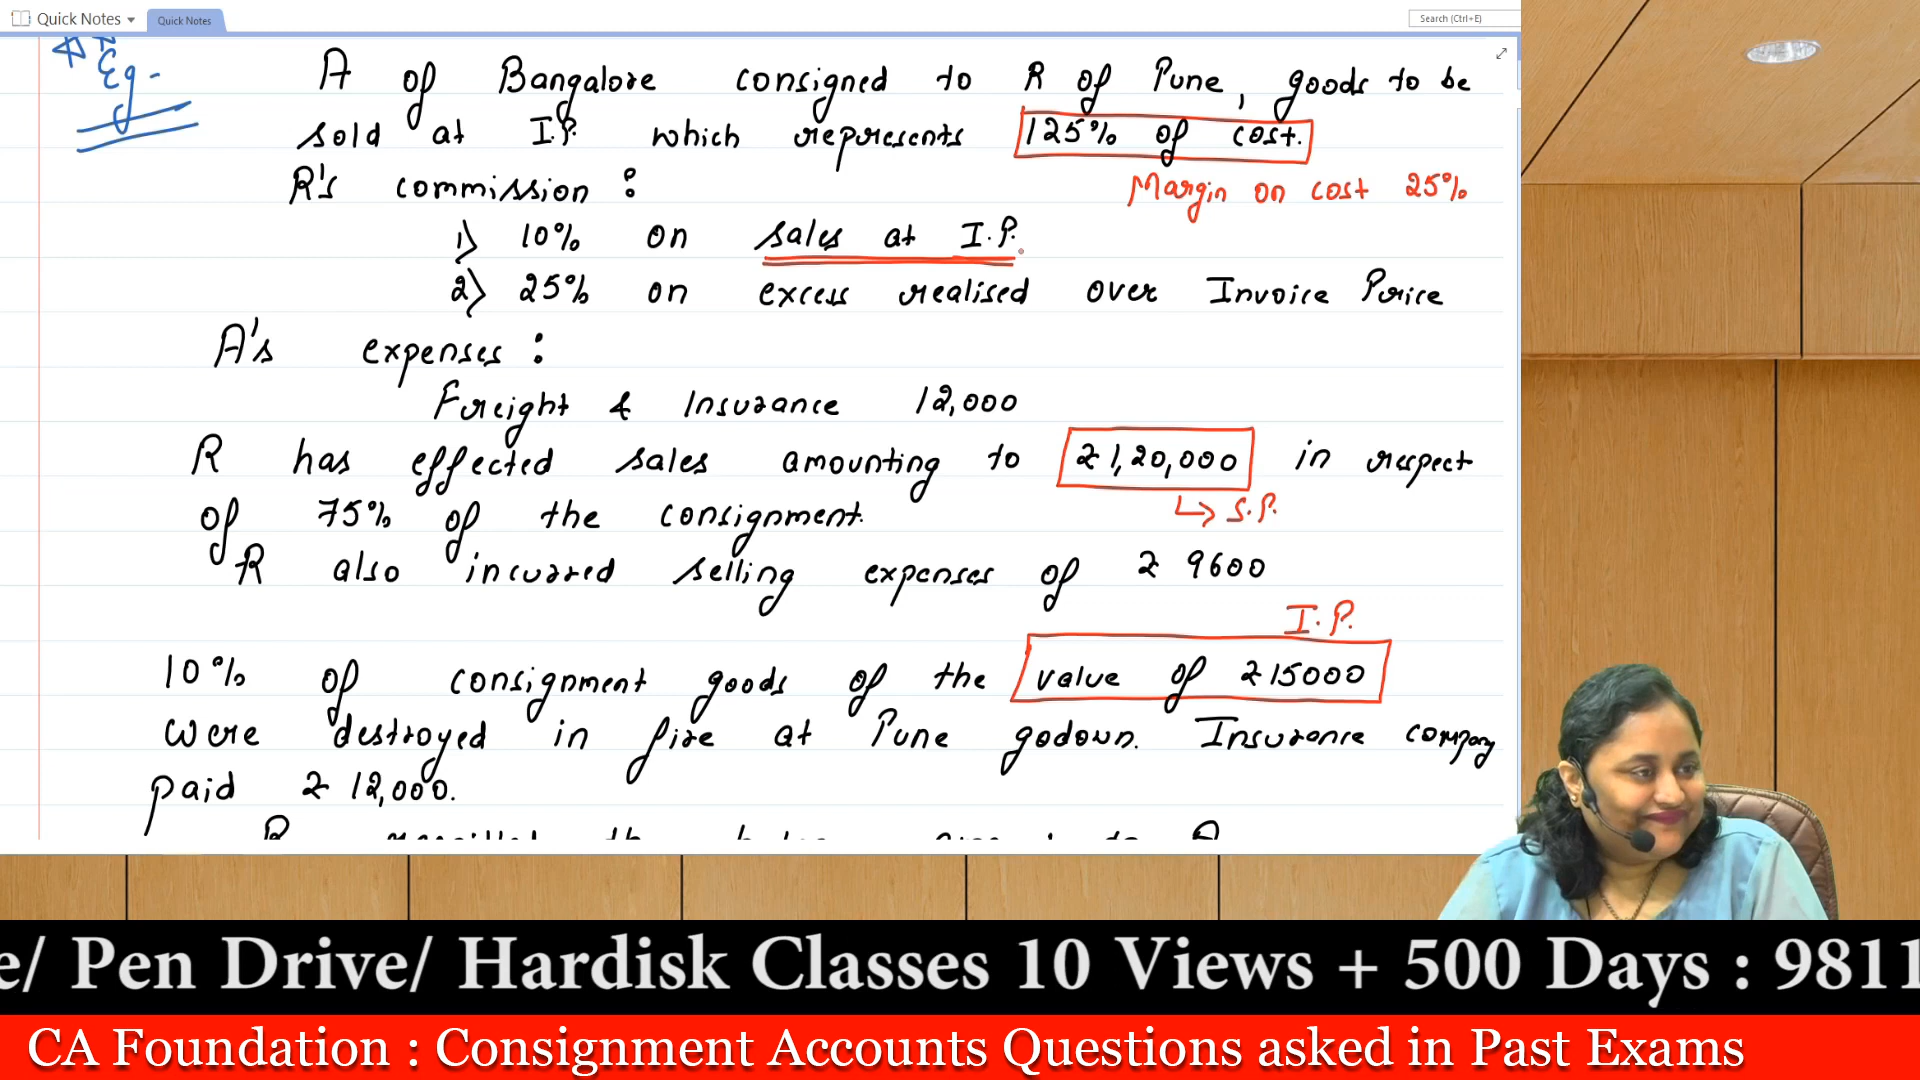 Quick Notes
Quick Notes
Search (Ctrl+E)
Eg -
A of Bangalore consigned to R of Pune, goods to be
sold at I.P. which represents 125% of cost.
Margin on cost 25%
R's commission :
1) 10% on sales at I.P.
2) 25% on excess realised over Invoice Price
A's expenses :
Freight & Insurance 12,000
R has effected sales amounting to ₹1,20,000 in respect
↳ S.P.
of 75% of the consignment.
R also incurred selling expenses of ₹ 9600
I.P.
10% of consignment goods of the value of ₹15000
were destroyed in fire at Pune godown. Insurance company
paid ₹ 12,000.
e/ Pen Drive/ Hardisk Classes 10 Views + 500 Days : 9811
CA Foundation : Consignment Accounts Questions asked in Past Exams